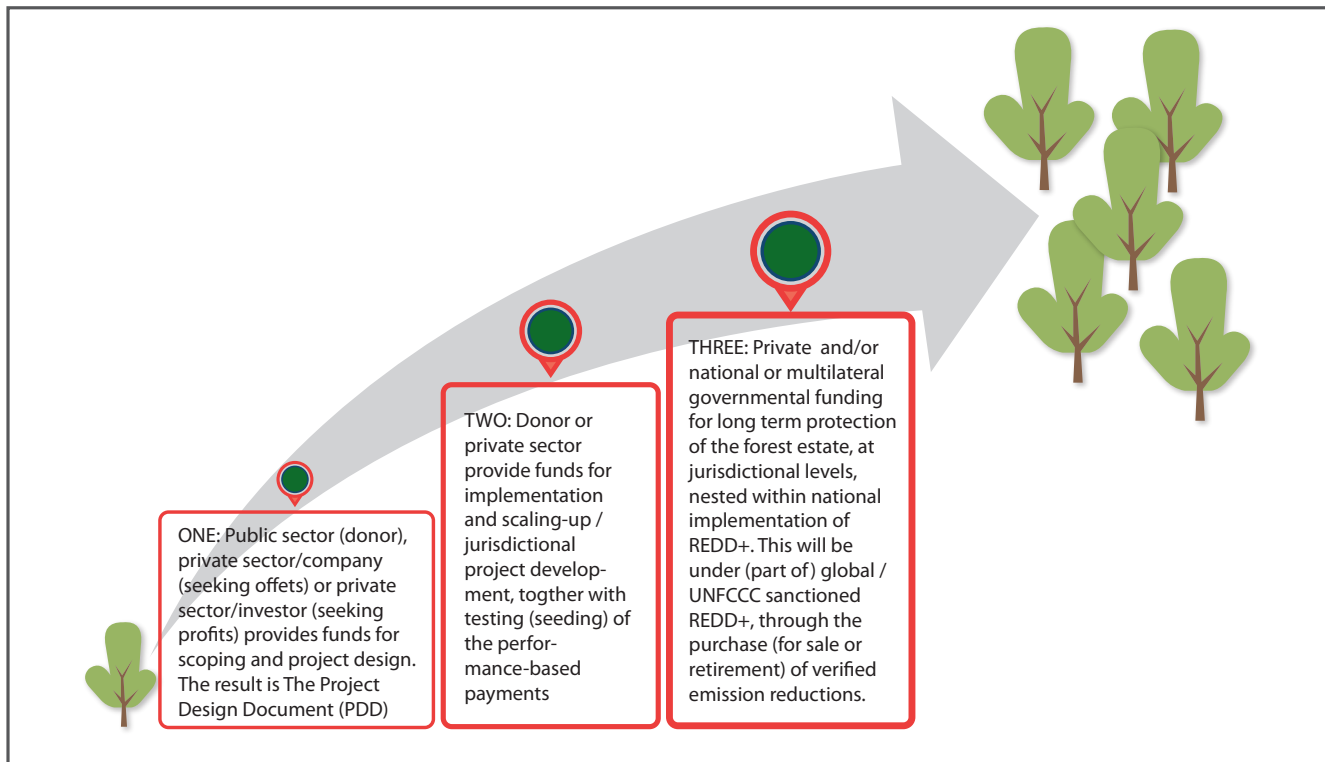 ONE: Public sector (donor),
private sector/company
(seeking offets) or private
sector/investor (seeking
profits) provides funds for
scoping and project design.
The result is The Project
Design Document (PDD)
TWO: Donor or
private sector
provide funds for
implementation
and scaling-up /
jurisdictional
project develop-
ment, togther with
testing (seeding) of
the perfor-
mance-based
payments
THREE: Private and/or
national or multilateral
governmental funding
for long term protection
of the forest estate, at
jurisdictional levels,
nested within national
implementation of
REDD+. This will be
under (part of) global /
UNFCCC sanctioned
REDD+, through the
purchase (for sale or
retirement) of verified
emission reductions.